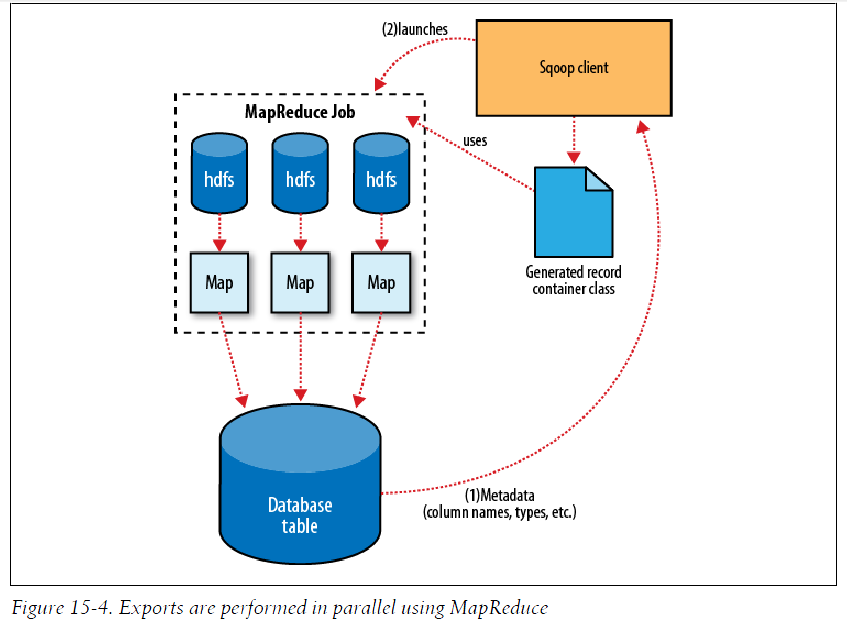 (2)launches
Sqoop client
MapReduce Job
uses
hdfs
hdfs
hdfs
Map
Map
Map
Generated record
container class
Database
table
(1)Metadata
(column names, types, etc.)
Figure 15-4. Exports are performed in parallel using MapReduce